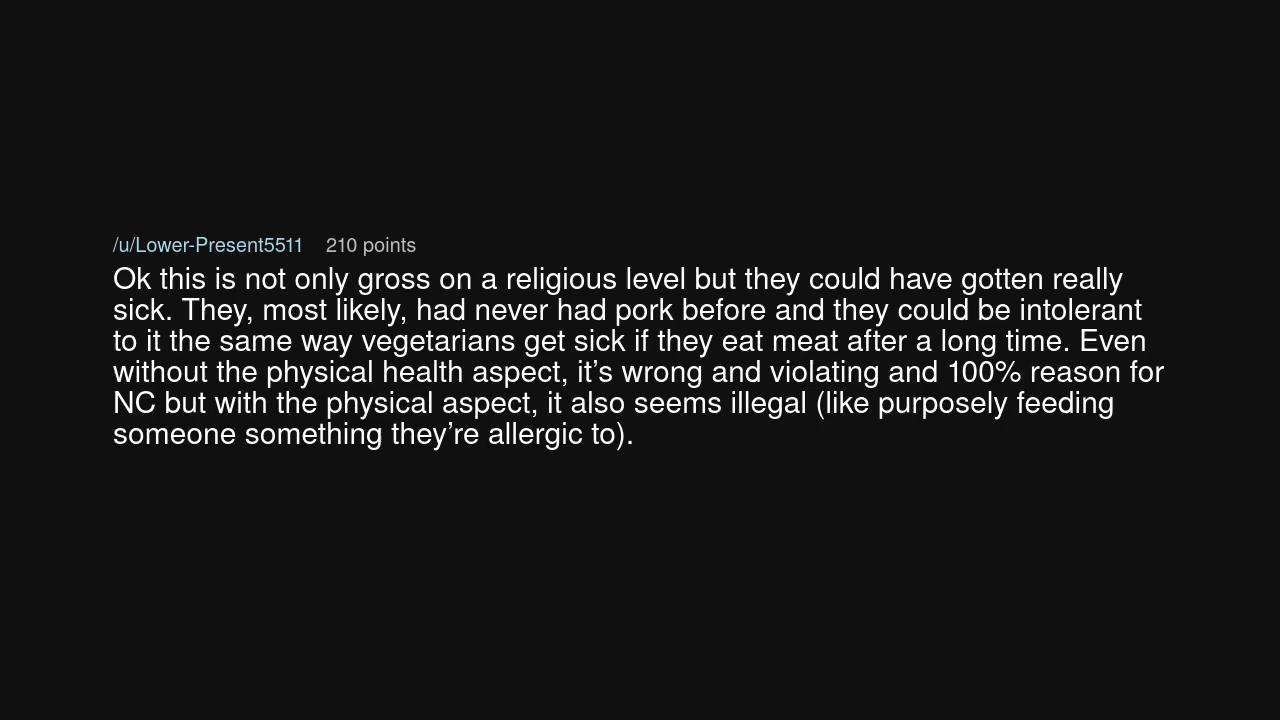 /u/Lower-Present5511 210 points
Ok this is not only gross on a religious level but they could have gotten really
sick. They, most likely, had never had pork before and they could be intolerant
to it the same way vegetarians get sick if they eat meat after a long time. Even
without the physical health aspect, it’s wrong and violating and 100% reason for
NC but with the physical aspect, it also seems illegal (like purposely feeding
someone something they’re allergic to).